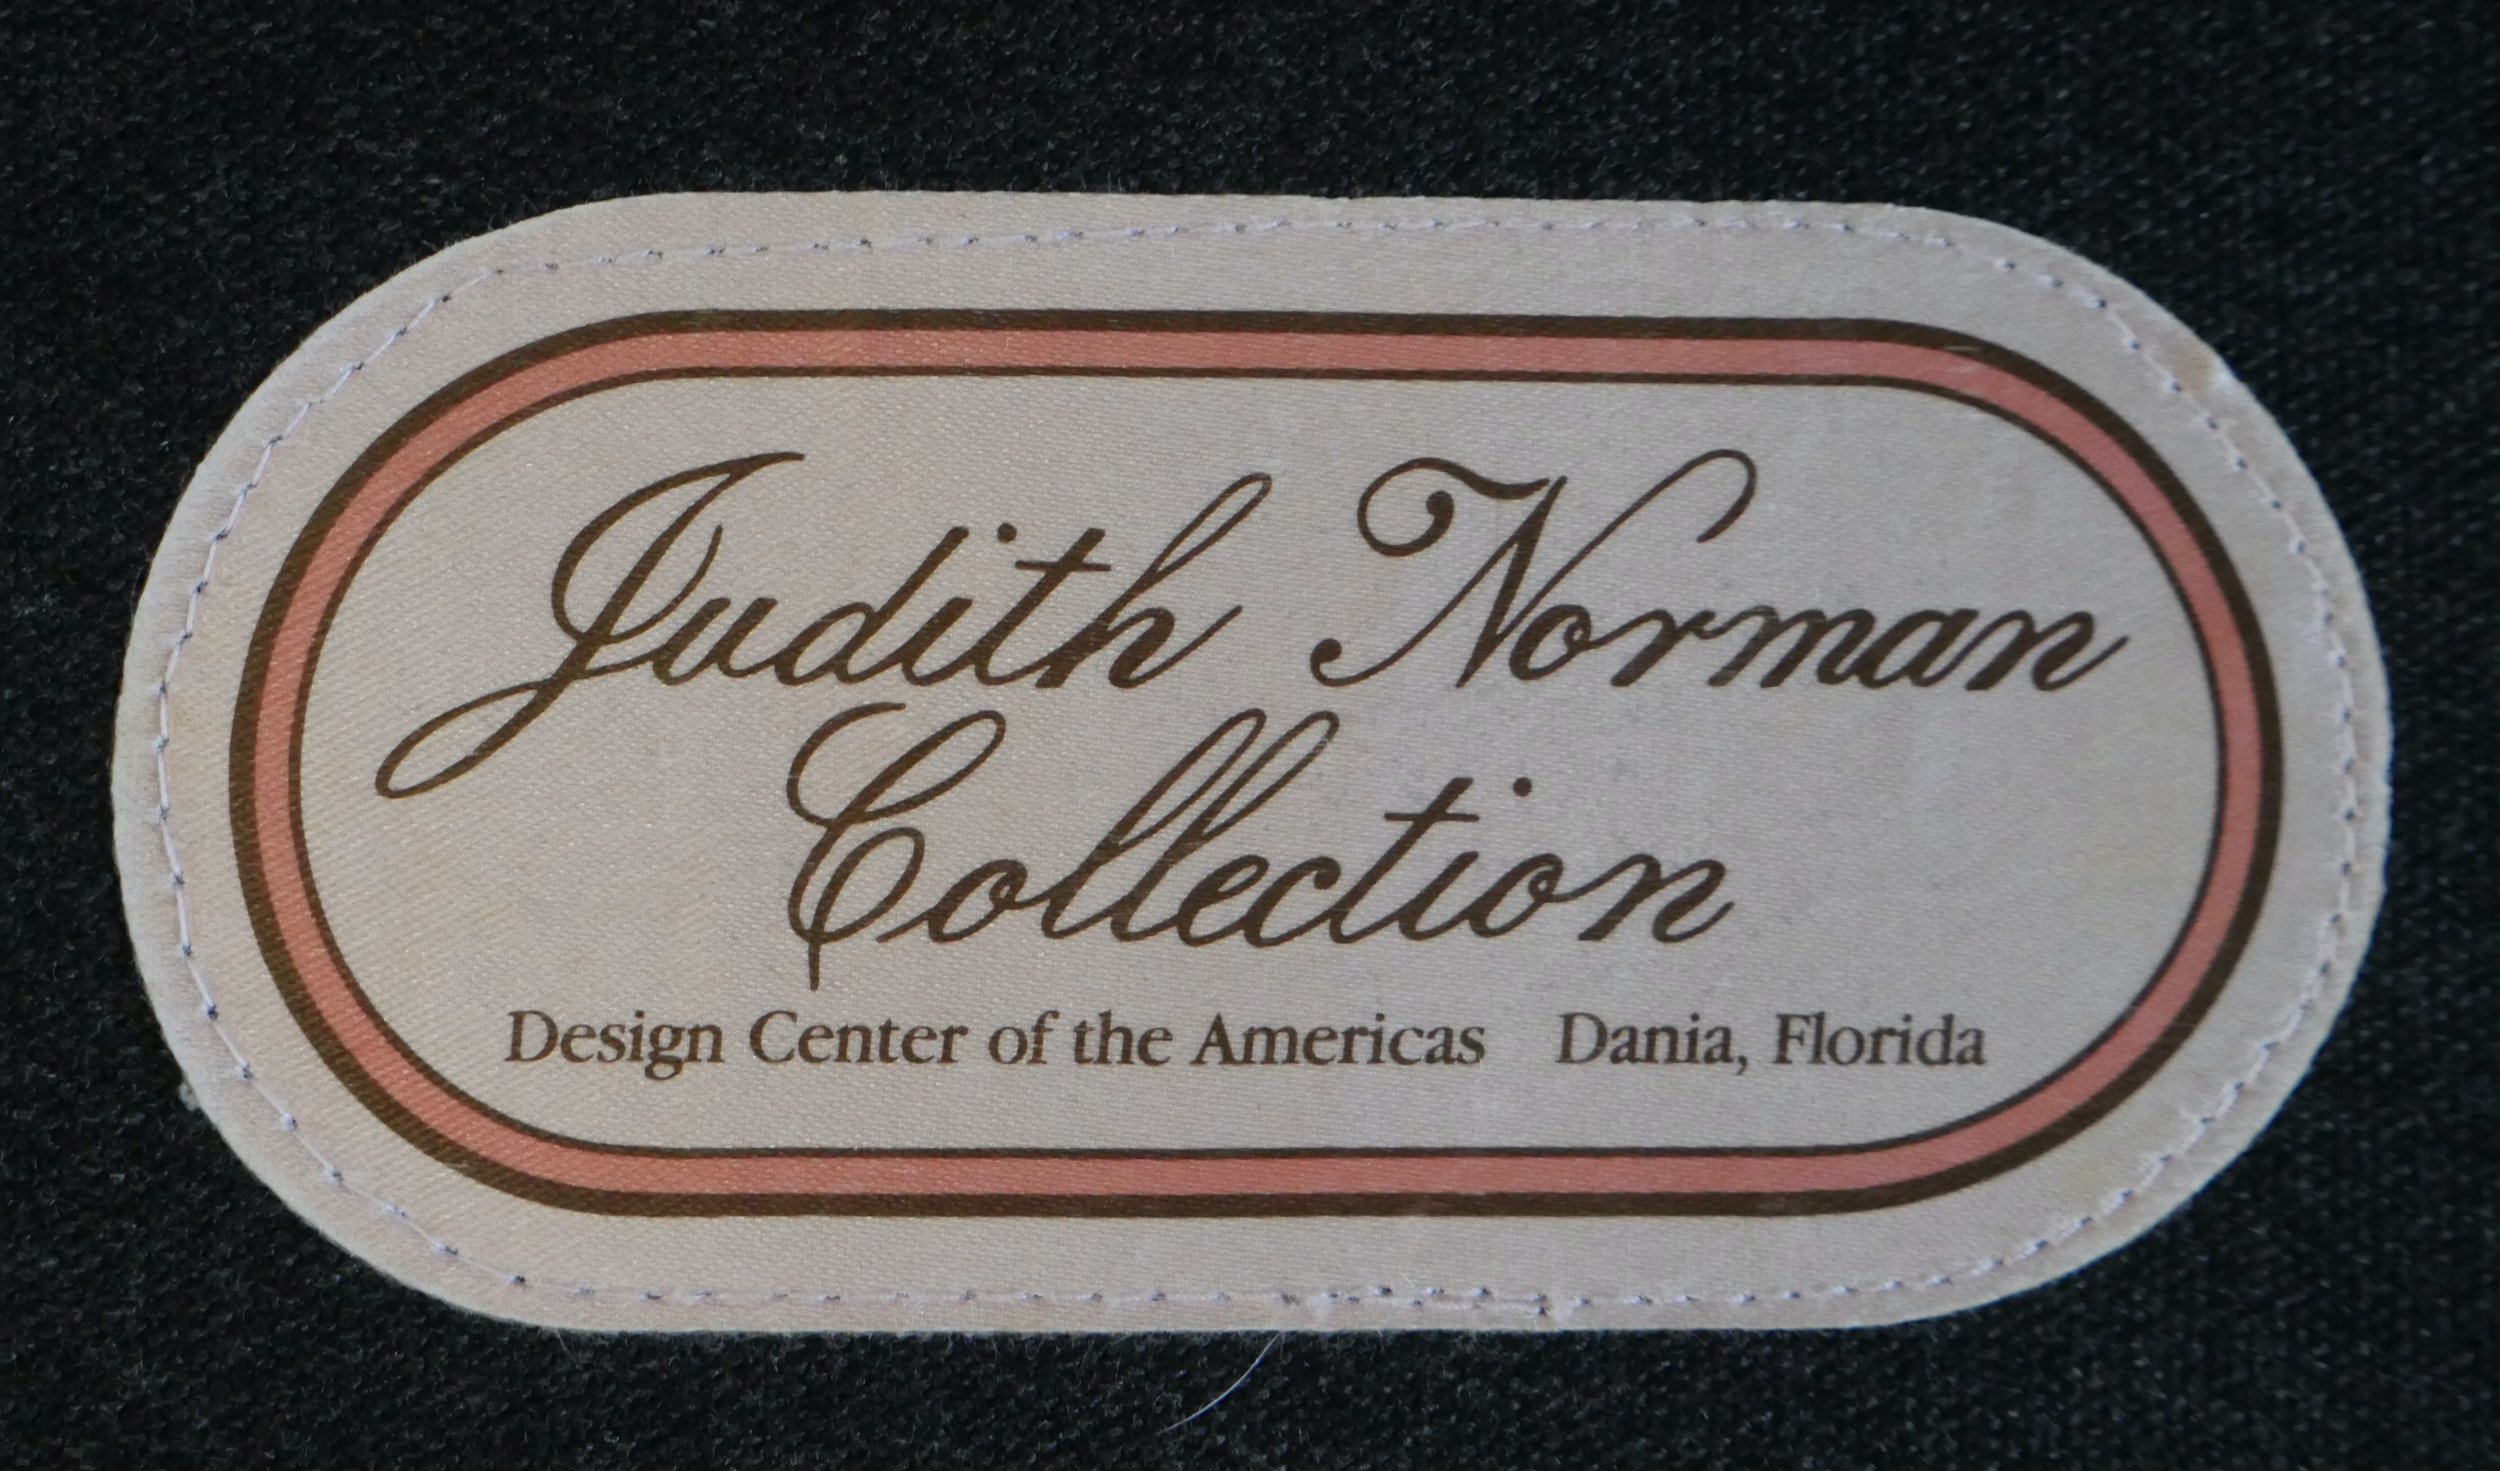 Judith Norman
Collection
Design Center of the Americas Dania, Florida